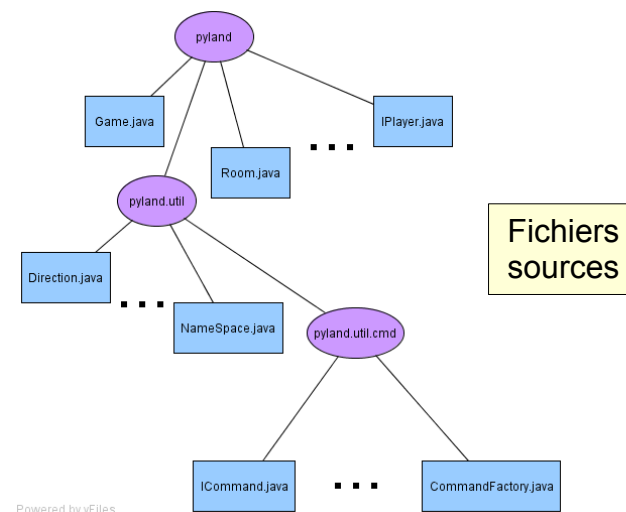 pyland
Game.java
IPlayer.java
Room.java
...
pyland.util
Fichiers
sources
Direction.java
...
NameSpace.java
pyland.util.cmd
ICommand.java
...
CommandFactory.java
Powered by yFiles